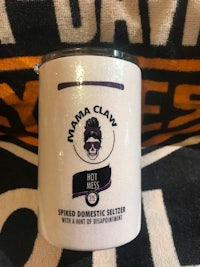 MAMA CLAW
HOT
MESS
SPIKED DOMESTIC SELTZER
WITH A HINT OF DISAPPOINTMENT